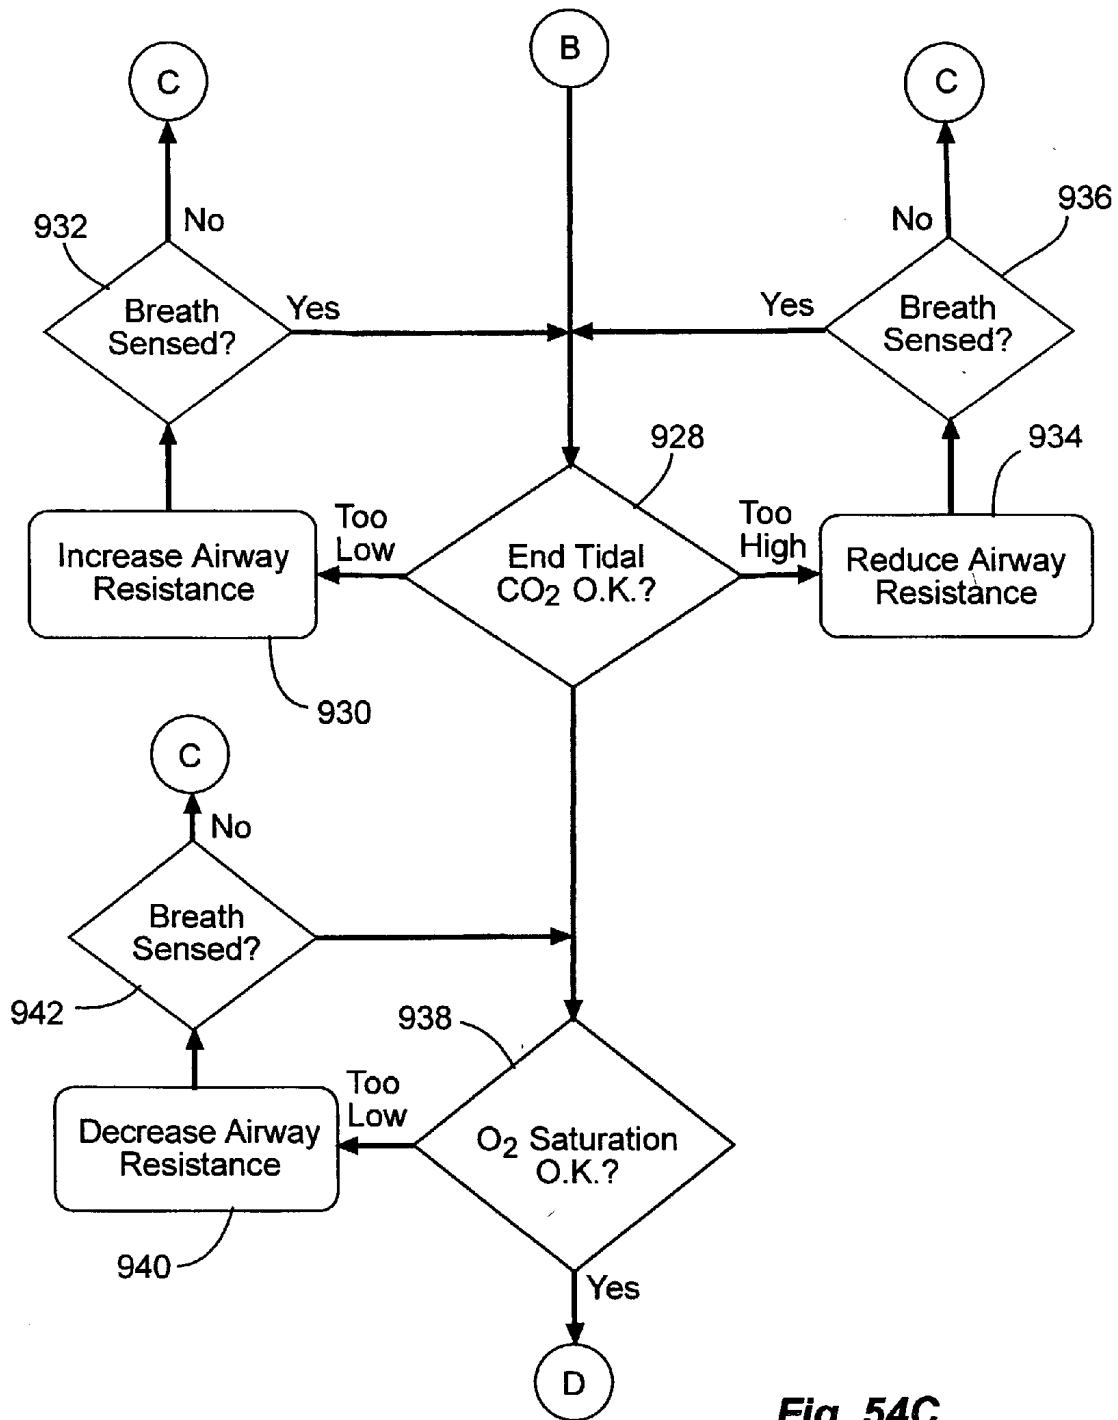 B
C
C
No
No
932
936
Breath
Sensed?
Yes
Yes
Breath
Sensed?
928
934
Increase Airway
Resistance
Too
Low
End Tidal
CO2 O.K.?
Too
High
Reduce Airway
Resistance
930
C
No
Breath
Sensed?
942
938
Decrease Airway
Resistance
Too
Low
O2 Saturation
O.K.?
940
Yes
D
Fig. 54C